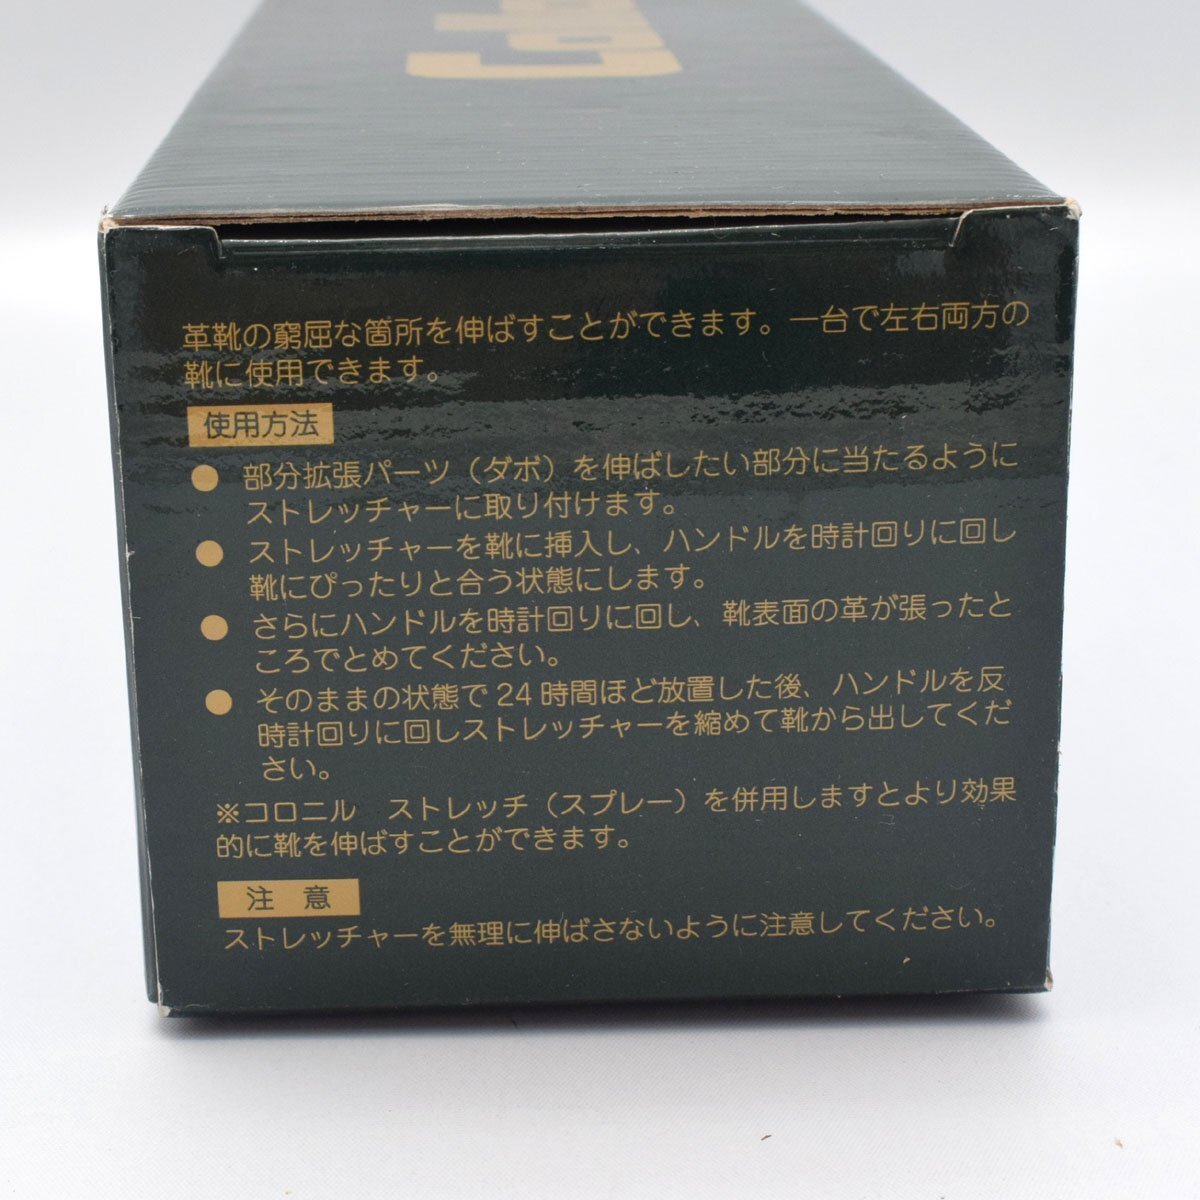 革靴の窮屈な箇所を伸ばすことができます。一台で左右両方の
靴に使用できます。
使用方法
● 部分拡張パーツ（ダボ）を伸ばしたい部分に当たるように
ストレッチャーに取り付けます。
● ストレッチャーを靴に挿入し、ハンドルを時計回りに回し
靴にぴったりと合う状態にします。
● さらにハンドルを時計回りに回し、靴表面の革が張ったと
ころでとめてください。
● そのままの状態で24時間ほど放置した後、ハンドルを反
時計回りに回しストレッチャーを縮めて靴から出してくだ
さい。
※コロニル　ストレッチ（スプレー）を併用しますとより効果
的に靴を伸ばすことができます。
注　意
ストレッチャーを無理に伸ばさないように注意してください。